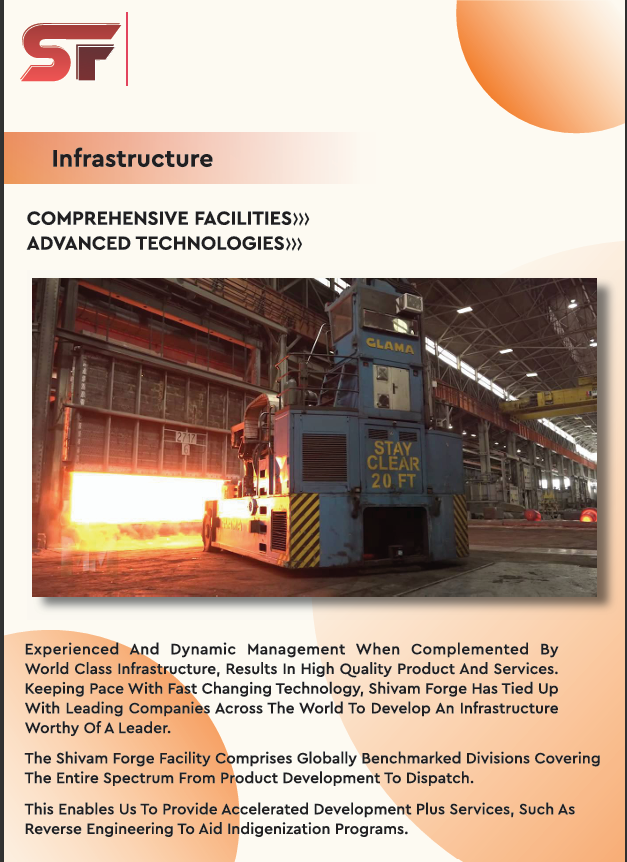 SF
Infrastructure
COMPREHENSIVE FACILITIES»›
ADVANCED TECHNOLOGIES»›
GLAMA
2717
6
STAY
CLEAR
20 FT
Experienced And Dynamic Management When Complemented By
World Class Infrastructure, Results In High Quality Product And Services.
Keeping Pace With Fast Changing Technology, Shivam Forge Has Tied Up
With Leading Companies Across The World To Develop An Infrastructure
Worthy Of A Leader.
The Shivam Forge Facility Comprises Globally Benchmarked Divisions Covering
The Entire Spectrum From Product Development To Dispatch.
This Enables Us To Provide Accelerated Development Plus Services, Such As
Reverse Engineering To Aid Indigenization Programs.